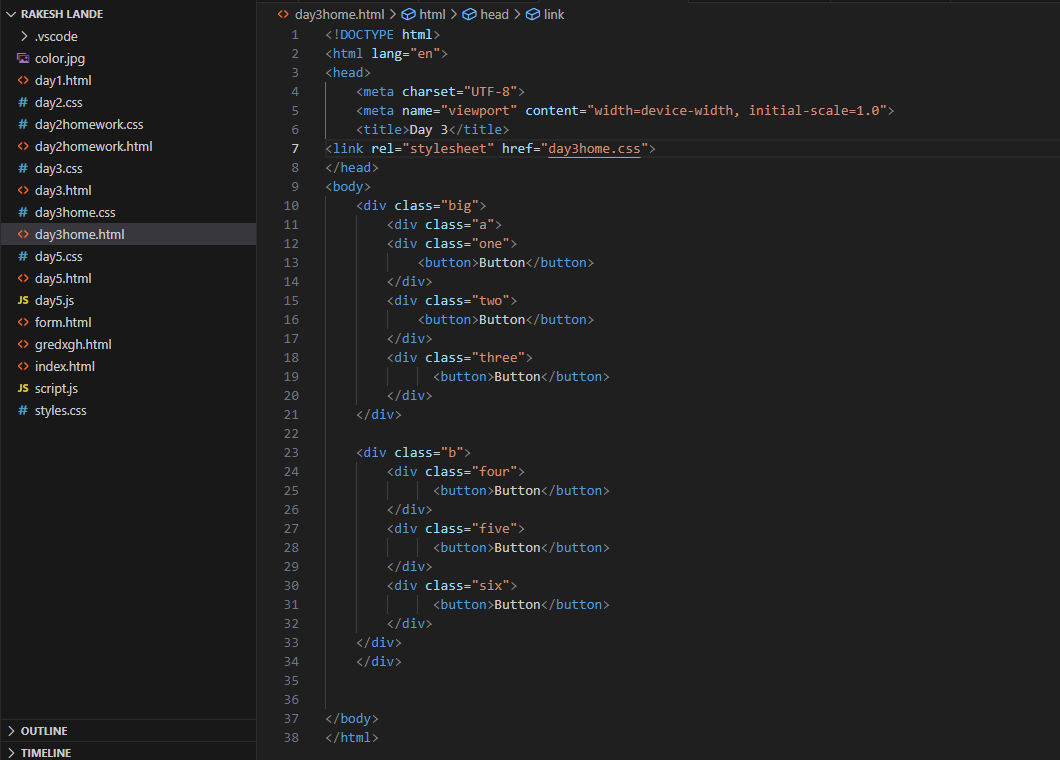 RAKESH LANDE
.vscode
color.jpg
day1.html
day2.css
day2homework.css
day2homework.html
day3.css
day3.html
day3home.css
day3home.html
day5.css
day5.html
JS day5.js
form.html
gredxgh.html
index.html
JS script.js
styles.css
OUTLINE
TIMELINE
day3home.html > html > head > link
1 <!DOCTYPE html>
2 <html lang="en">
3 <head>
4 <meta charset="UTF-8">
5 <meta name="viewport" content="width=device-width, initial-scale=1.0">
6 <title>Day 3</title>
7 <link rel="stylesheet" href="day3home.css">
8 </head>
9 <body>
10 <div class="big">
11 <div class="a">
12 <div class="one">
13 <button>Button</button>
14 </div>
15 <div class="two">
16 <button>Button</button>
17 </div>
18 <div class="three">
19 <button>Button</button>
20 </div>
21 </div>
22
23 <div class="b">
24 <div class="four">
25 <button>Button</button>
26 </div>
27 <div class="five">
28 <button>Button</button>
29 </div>
30 <div class="six">
31 <button>Button</button>
32 </div>
33 </div>
34 </div>
35
36
37 </body>
38 </html>